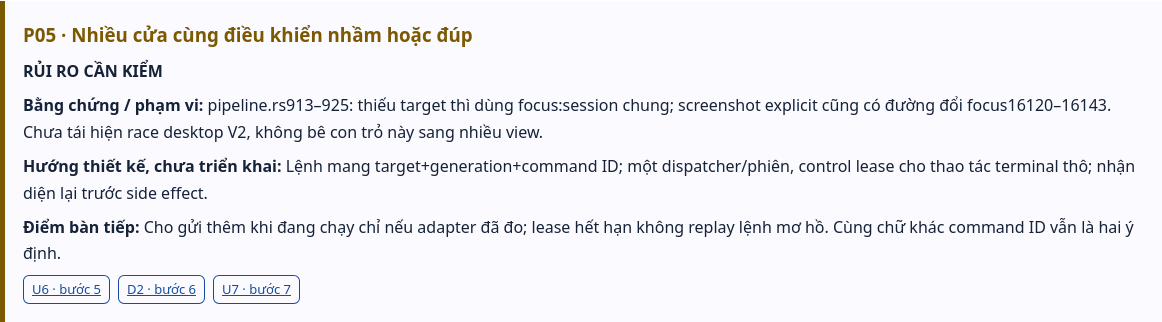 P05 · Nhiều cửa cùng điều khiển nhầm hoặc đúp
RỦI RO CẦN KIỂM
Bằng chứng / phạm vi: pipeline.rs913–925: thiếu target thì dùng focus:session chung; screenshot explicit cũng có đường đổi focus16120–16143.
Chưa tái hiện race desktop V2, không bê con trỏ này sang nhiều view.
Hướng thiết kế, chưa triển khai: Lệnh mang target+generation+command ID; một dispatcher/phiên, control lease cho thao tác terminal thô; nhận
diện lại trước side effect.
Điểm bàn tiếp: Cho gửi thêm khi đang chạy chỉ nếu adapter đã đo; lease hết hạn không replay lệnh mơ hồ. Cùng chữ khác command ID vẫn là hai ý
định.
U6 · bước 5 D2 · bước 6 U7 · bước 7